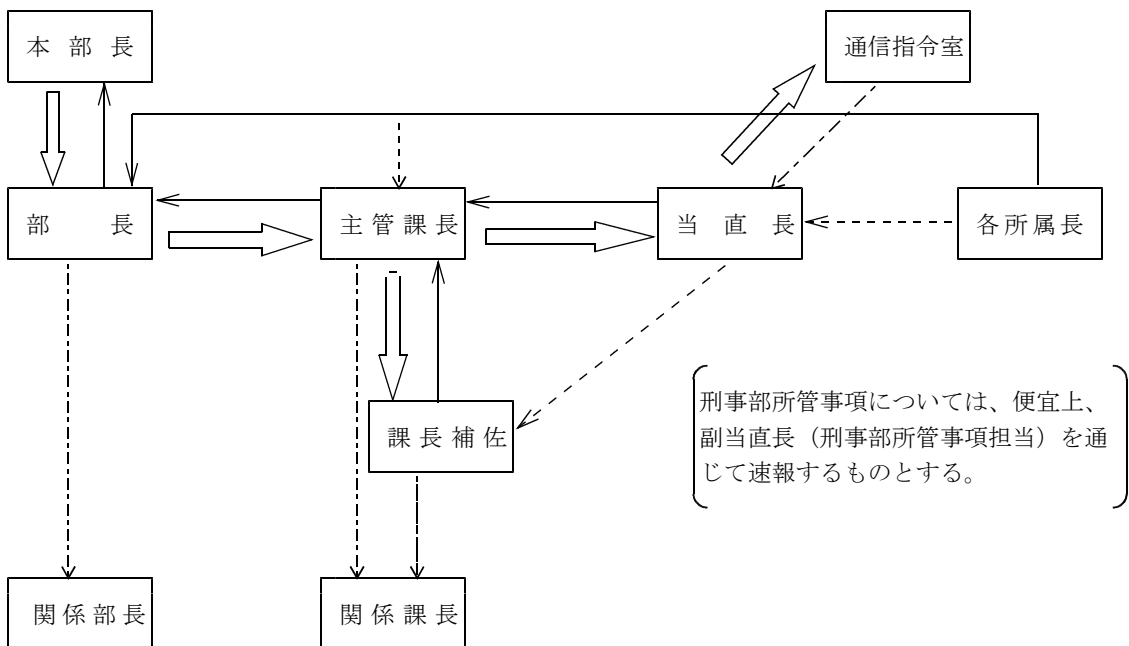 本部長
通信指令室
部長
主管課長
当直長
各所属長
課長補佐
刑事部所管事項については、便宜上、
副当直長（刑事部所管事項担当）を通
じて速報するものとする。
関係部長
関係課長